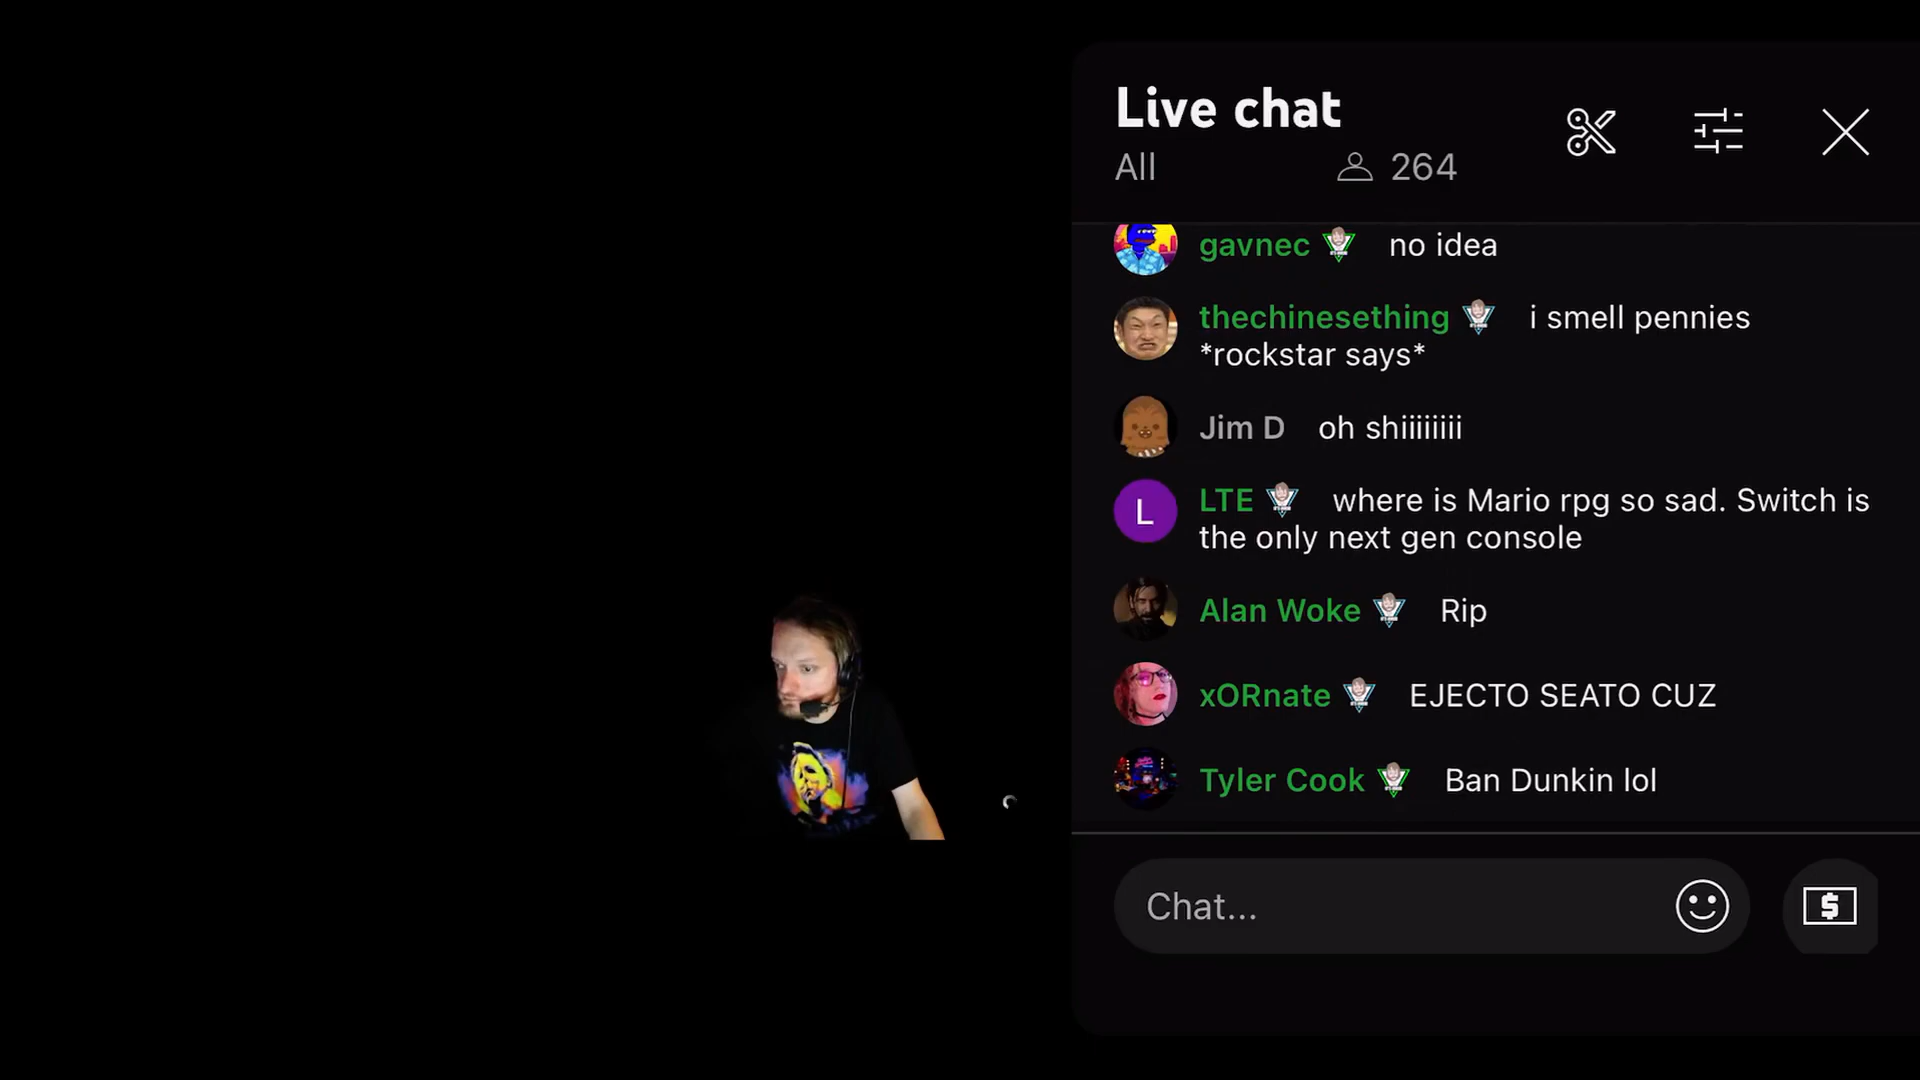 Live chat
All 264
gavnec no idea
thechinesething i smell pennies
*rockstar says*
Jim D oh shiiiiiiii
L LTE where is Mario rpg so sad. Switch is
the only next gen console
Alan Woke Rip
xORnate EJECTO SEATO CUZ
Tyler Cook Ban Dunkin lol
Chat...